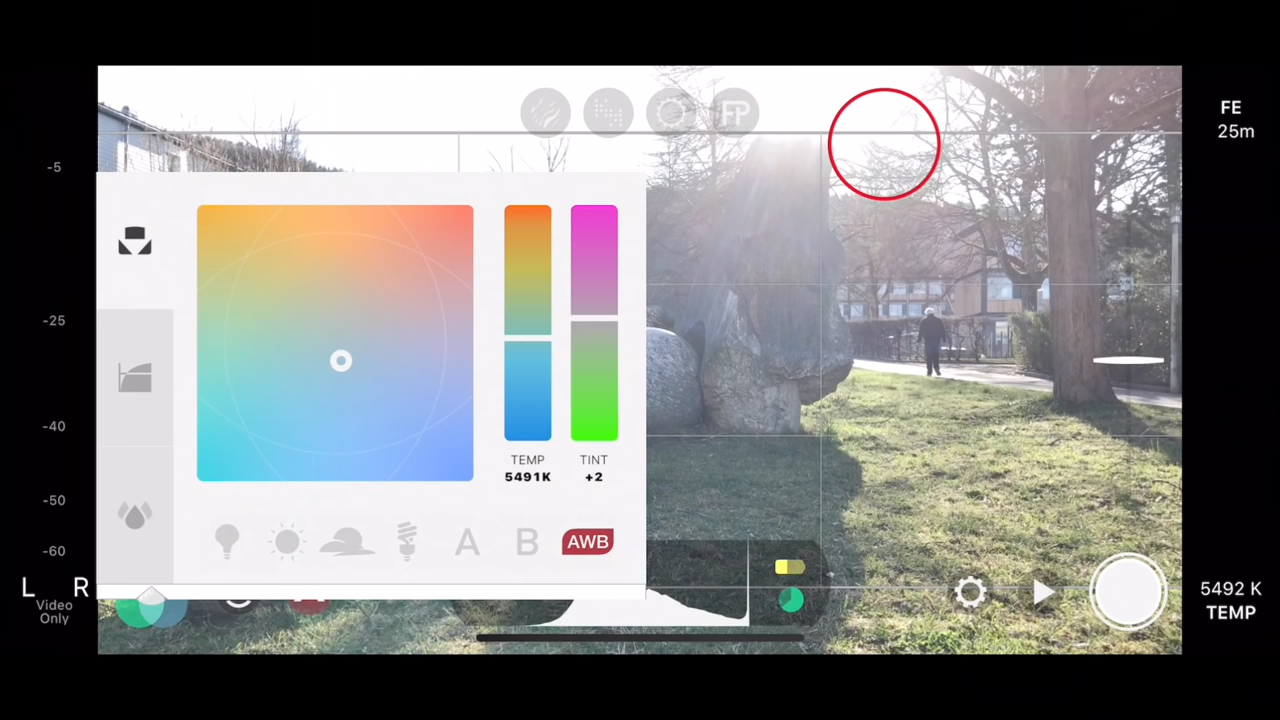 FP
FE
25m
-5
-25
-40
-50
-60
TEMP
5491K
TINT
+2
A
B
AWB
L R
Video
Only
5492 K
TEMP